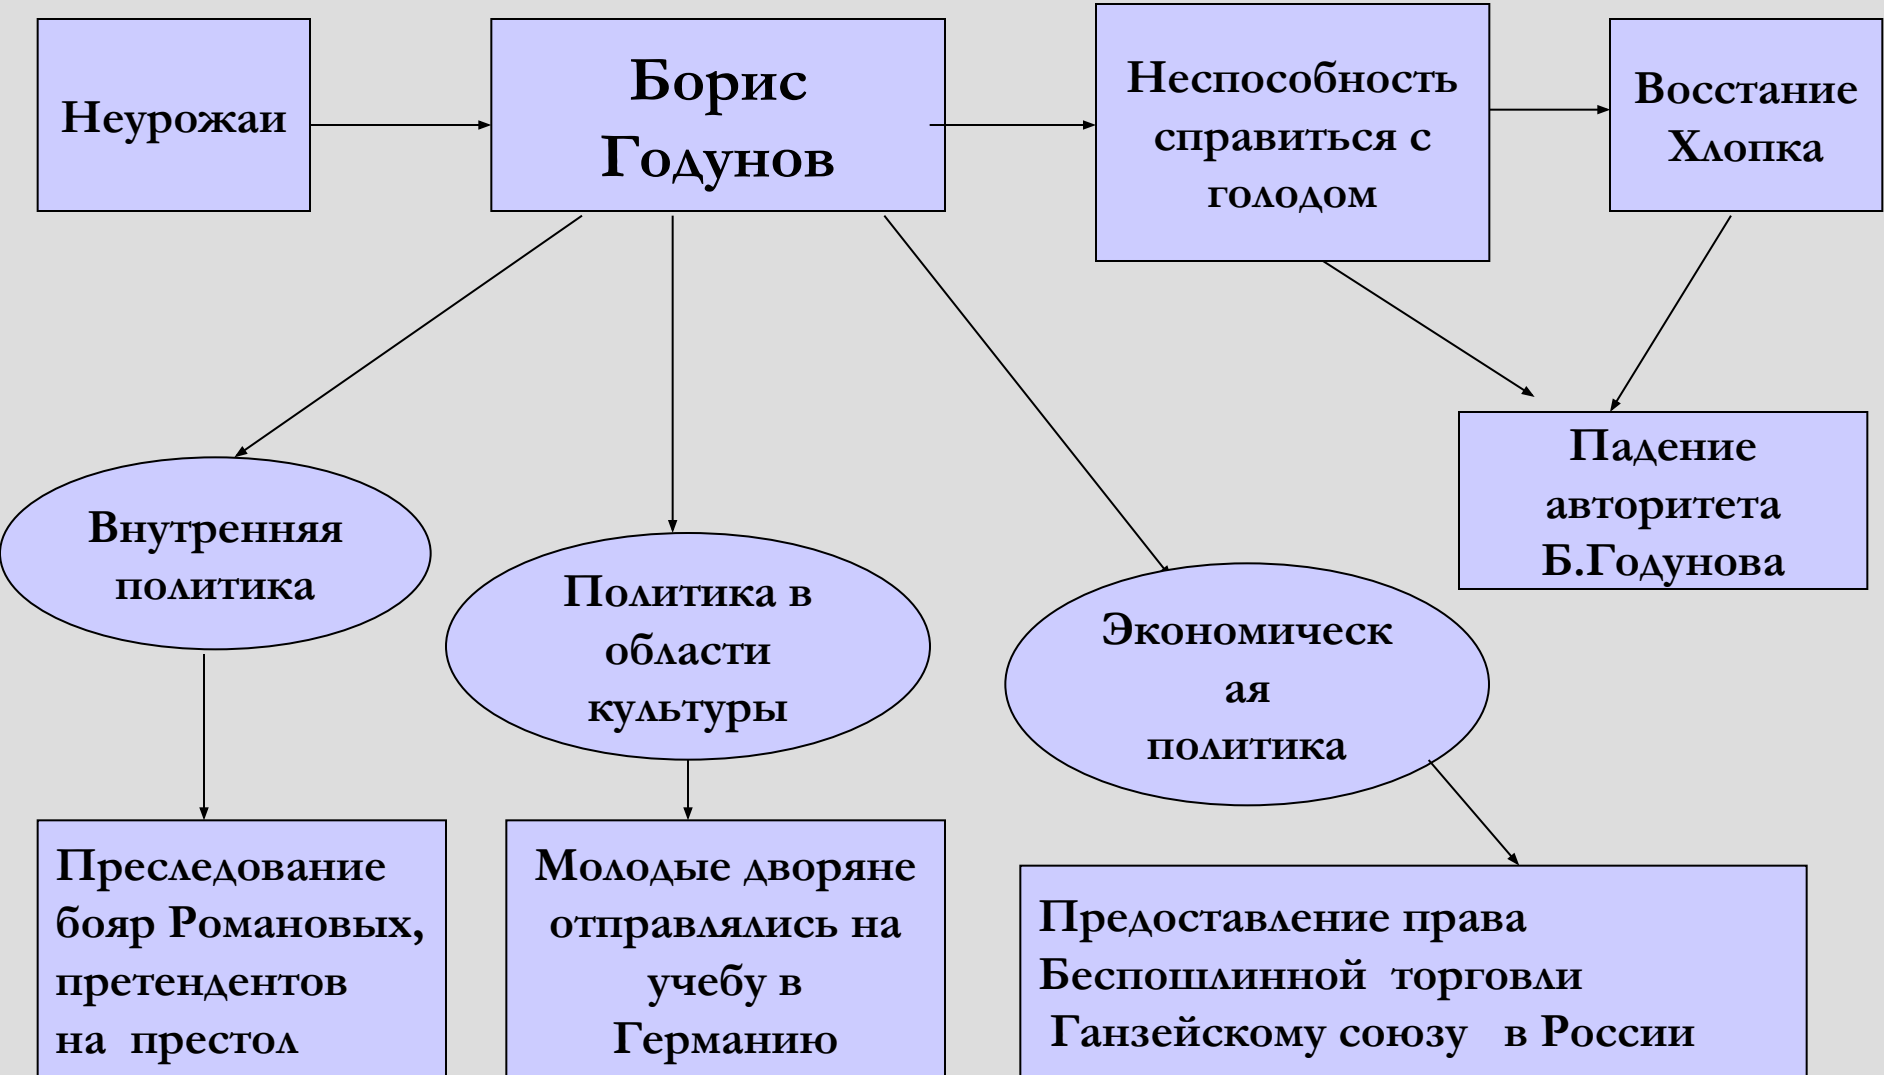 Неурожаи
Борис
Годунов
Неспособность
справиться с
голодом
Восстание
Хлопка
Падение
авторитета
Б.Годунова
Внутренняя
политика
Политика в
области
культуры
Экономическ
ая
политика
Преследование
бояр Романовых,
претендентов
на престол
Молодые дворяне
отправлялись на
учебу в
Германию
Предоставление права
Беспошлинной торговли
Ганзейскому союзу в России